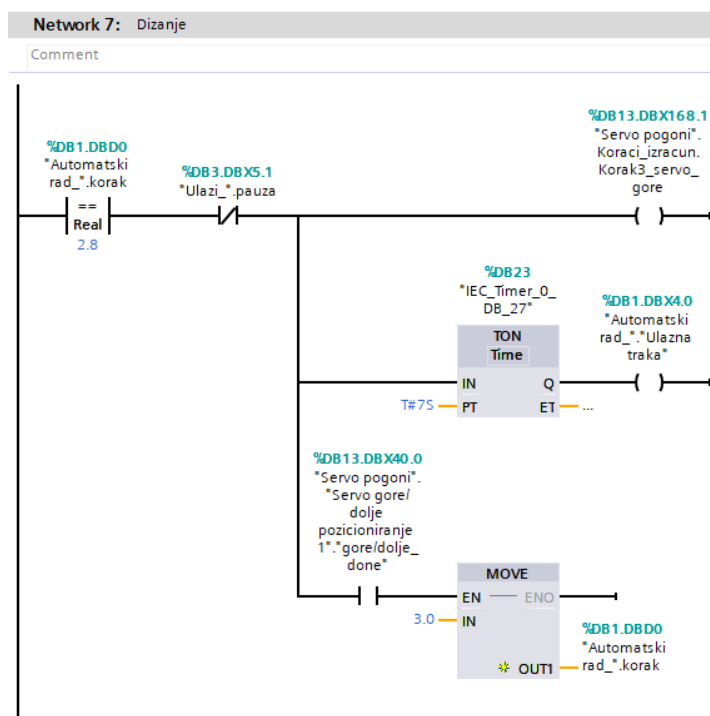 Network 7: Dizanje
Comment
%DB1.DBD0
"Automatski
rad_".korak
==
Real
2.8
%DB3.DBX5.1
"Ulazi_".pauza
%DB13.DBX168.1
"Servo pogoni".
Koraci_izracun.
Korak3_servo_
gore
%DB23
"IEC_Timer_0_
DB_27"
TON
Time
IN Q
T#7S PT ET ...
%DB1.DBX4.0
"Automatski
rad_"."Ulazna
traka"
%DB13.DBX40.0
"Servo pogoni".
"Servo gore/
dolje
pozicioniranje
1"."gore/dolje_
done"
MOVE
EN ENO
3.0 IN
OUT1
%DB1.DBD0
"Automatski
rad_".korak